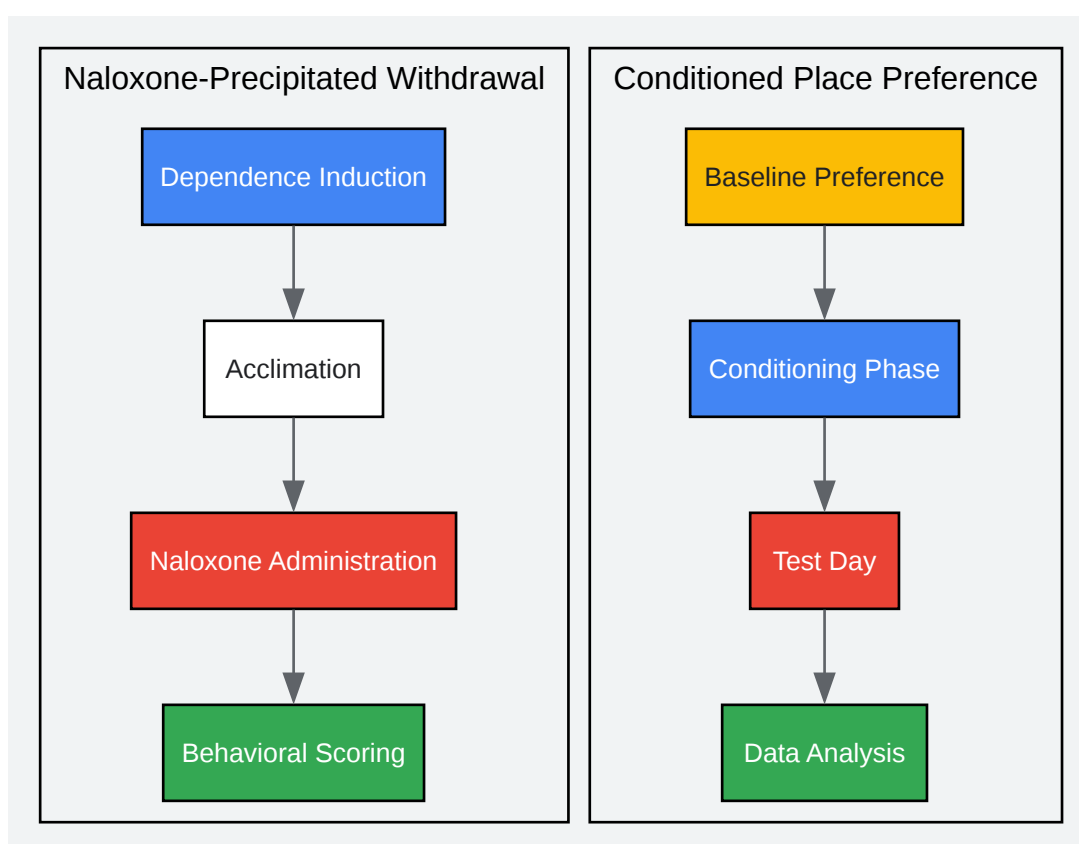 Naloxone-Precipitated Withdrawal
Dependence Induction
Acclimation
Naloxone Administration
Behavioral Scoring
Conditioned Place Preference
Baseline Preference
Conditioning Phase
Test Day
Data Analysis